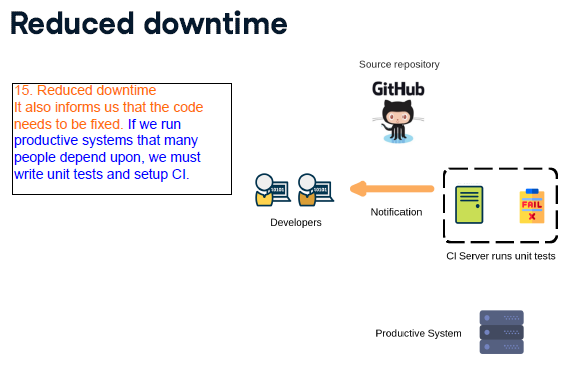 Reduced downtime
Source repository
GitHub
15. Reduced downtime
It also informs us that the code
needs to be fixed. If we run
productive systems that many
people depend upon, we must
write unit tests and setup CI.
10101
10101
Developers
Notification
FAIL
X
CI Server runs unit tests
Productive System